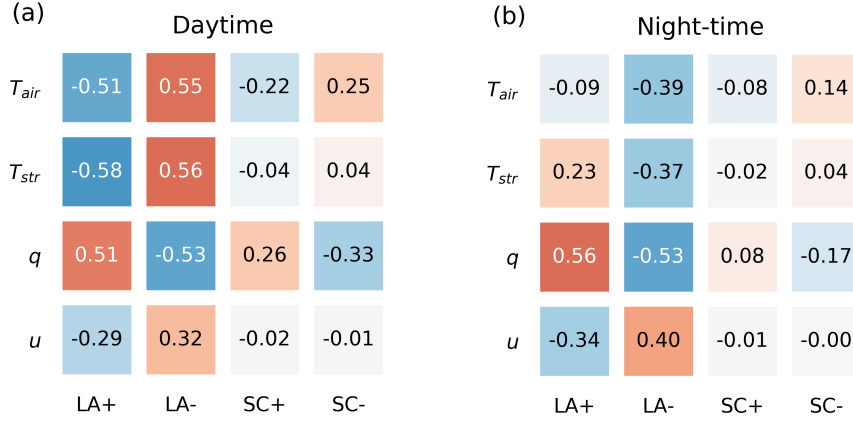 (a)
Daytime
T_air -0.51 0.55 -0.22 0.25
T_str -0.58 0.56 -0.04 0.04
q 0.51 -0.53 0.26 -0.33
u -0.29 0.32 -0.02 -0.01
LA+ LA- SC+ SC-
(b)
Night-time
T_air -0.09 -0.39 -0.08 0.14
T_str 0.23 -0.37 -0.02 0.04
q 0.56 -0.53 0.08 -0.17
u -0.34 0.40 -0.01 -0.00
LA+ LA- SC+ SC-